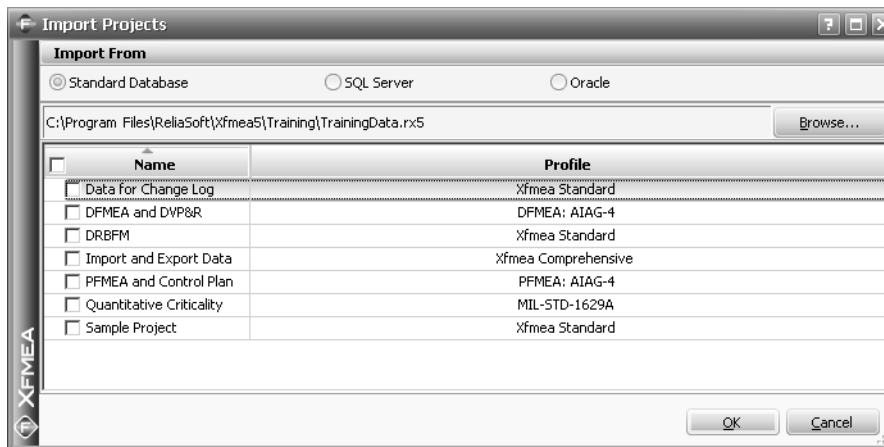 Import Projects
Import From
Standard Database SQL Server Oracle
C:\Program Files\ReliaSoft\Xfmea5\Training\TrainingData.rx5 Browse...
Name Profile
Data for Change Log Xfmea Standard
DFMEA and DVP&R DFMEA: AIAG-4
DRBFM Xfmea Standard
Import and Export Data Xfmea Comprehensive
PFMEA and Control Plan PFMEA: AIAG-4
Quantitative Criticality MIL-STD-1629A
Sample Project Xfmea Standard
XFMEA
OK Cancel